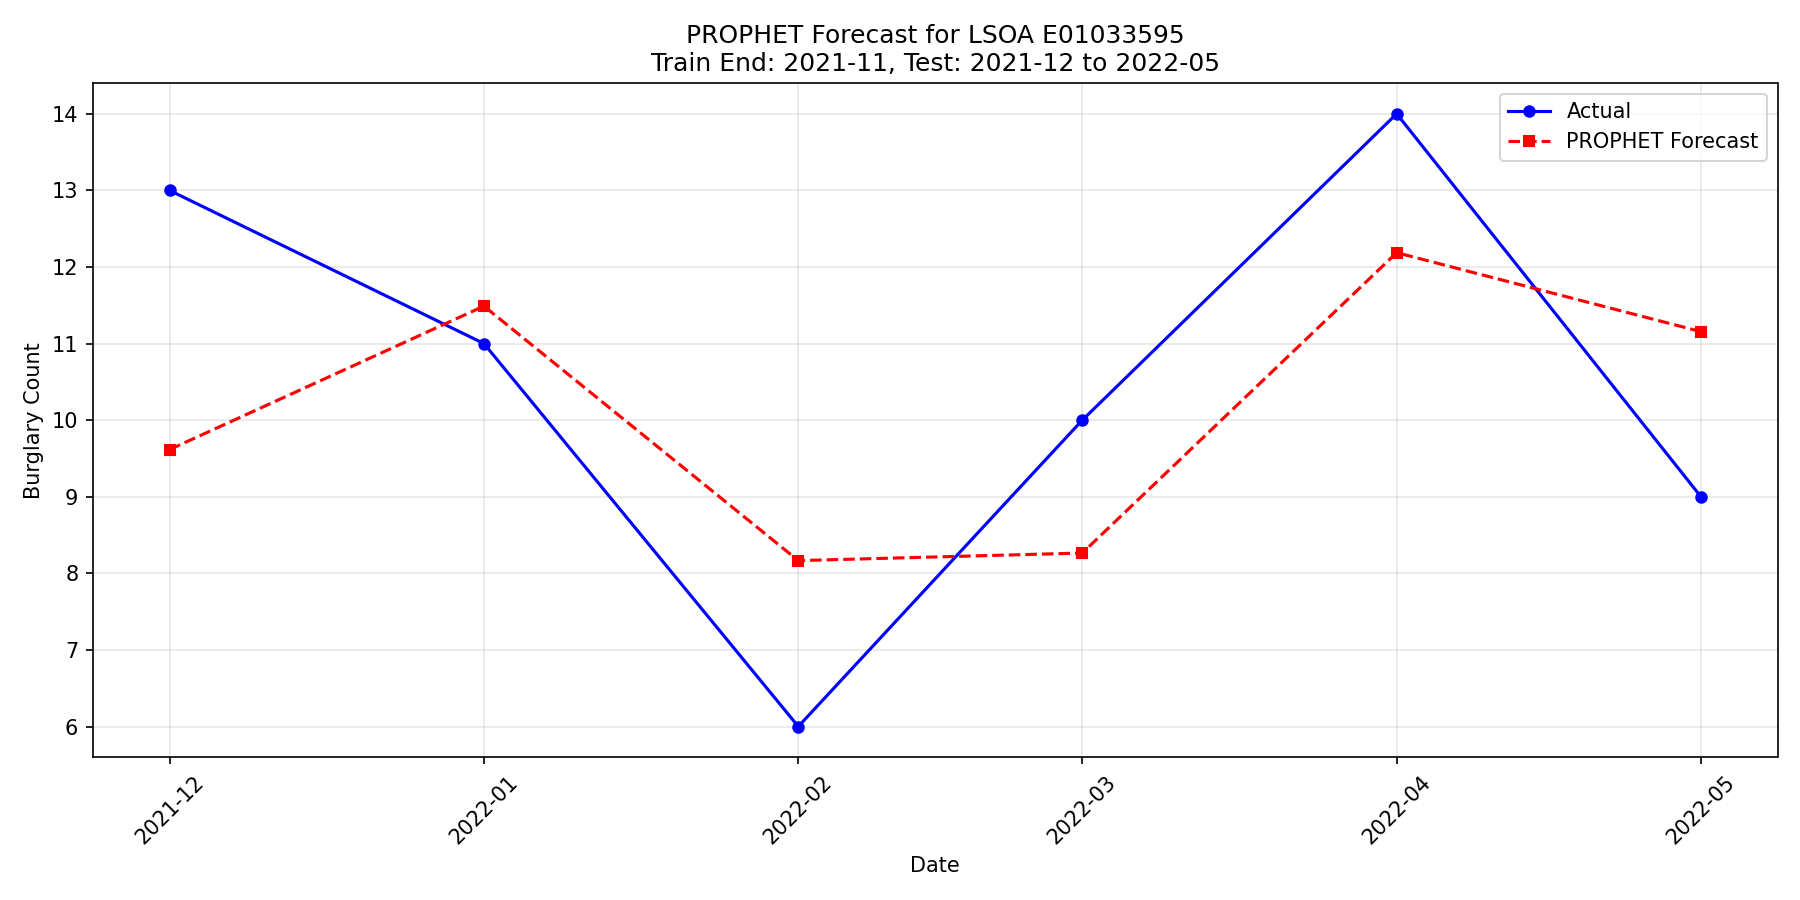 PROPHET Forecast for LSOA E01033595
Train End: 2021-11, Test: 2021-12 to 2022-05
Actual
PROPHET Forecast
Burglary Count
14
13
12
11
10
9
8
7
6
2021-12
2022-01
2022-02
2022-03
2022-04
2022-05
Date